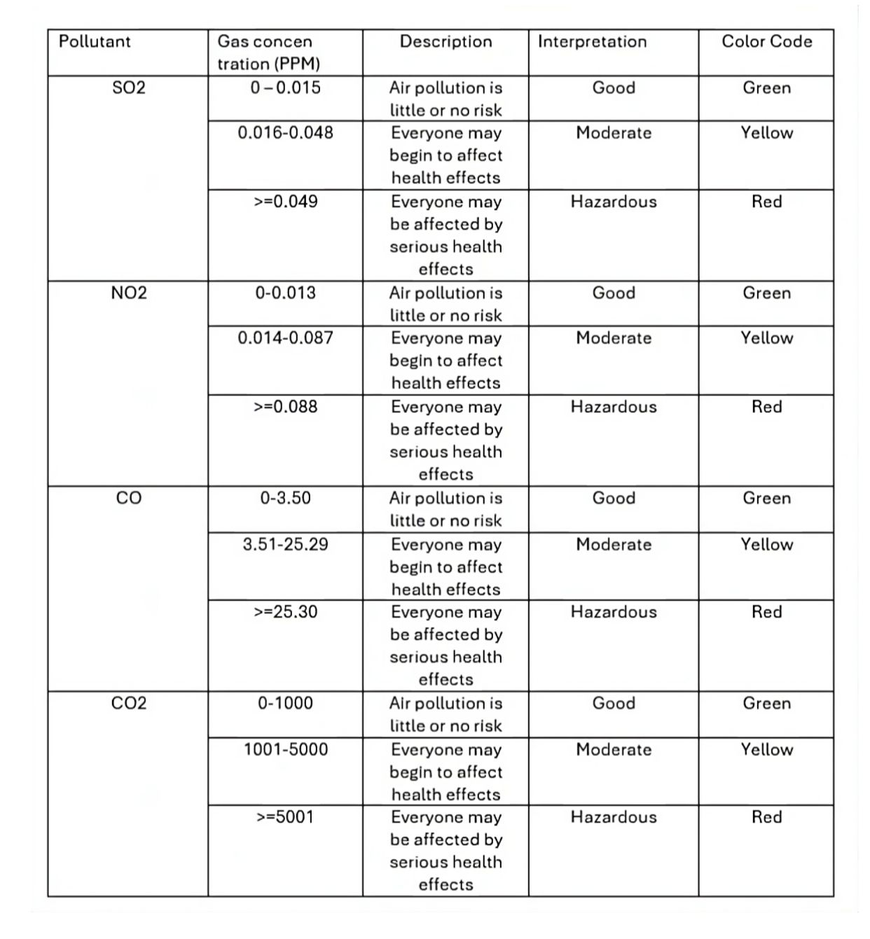 Pollutant Gas concen Description Interpretation Color Code
tration (PPM)
SO2 0–0.015 Air pollution is Good Green
little or no risk
0.016-0.048 Everyone may Moderate Yellow
begin to affect
health effects
>=0.049 Everyone may Hazardous Red
be affected by
serious health
effects
NO2 0-0.013 Air pollution is Good Green
little or no risk
0.014-0.087 Everyone may Moderate Yellow
begin to affect
health effects
>=0.088 Everyone may Hazardous Red
be affected by
serious health
effects
CO 0-3.50 Air pollution is Good Green
little or no risk
3.51-25.29 Everyone may Moderate Yellow
begin to affect
health effects
>=25.30 Everyone may Hazardous Red
be affected by
serious health
effects
CO2 0-1000 Air pollution is Good Green
little or no risk
1001-5000 Everyone may Moderate Yellow
begin to affect
health effects
>=5001 Everyone may Hazardous Red
be affected by
serious health
effects